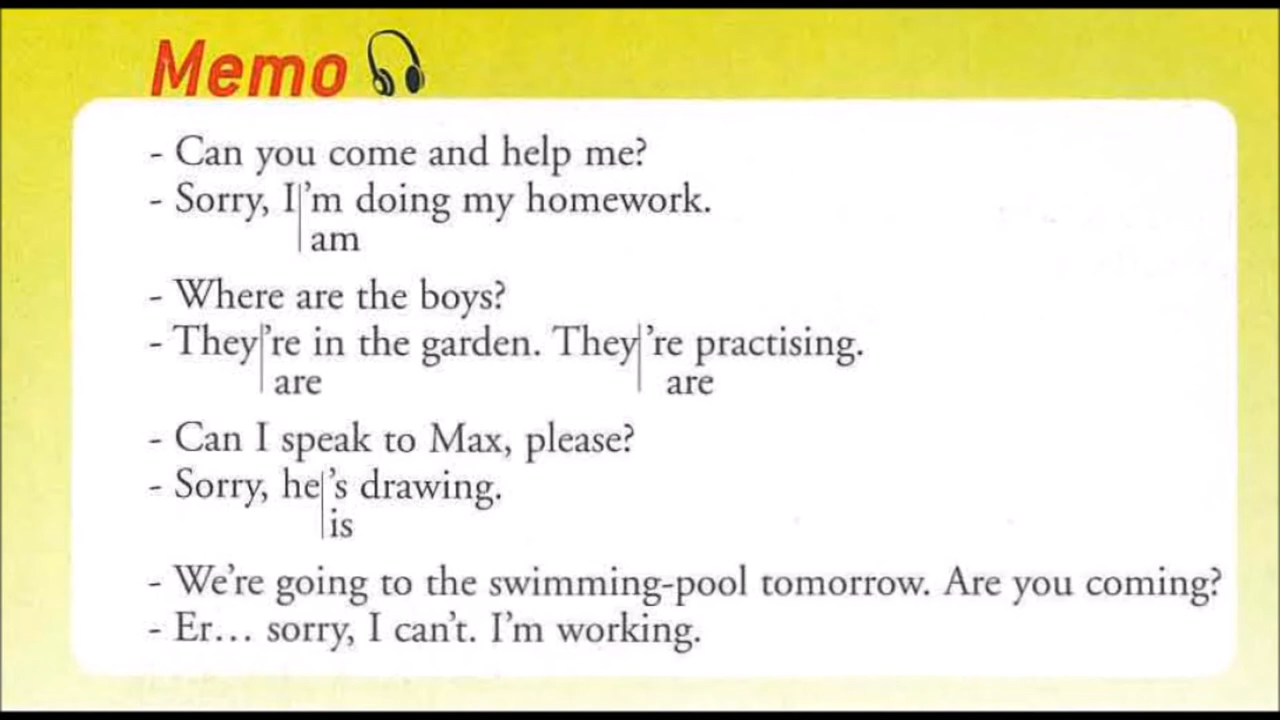 Memo
- Can you come and help me?
- Sorry, I|'m doing my homework.
am
- Where are the boys?
- They|'re in the garden. They|'re practising.
are are
- Can I speak to Max, please?
- Sorry, he|'s drawing.
is
- We're going to the swimming-pool tomorrow. Are you coming?
- Er... sorry, I can't. I'm working.